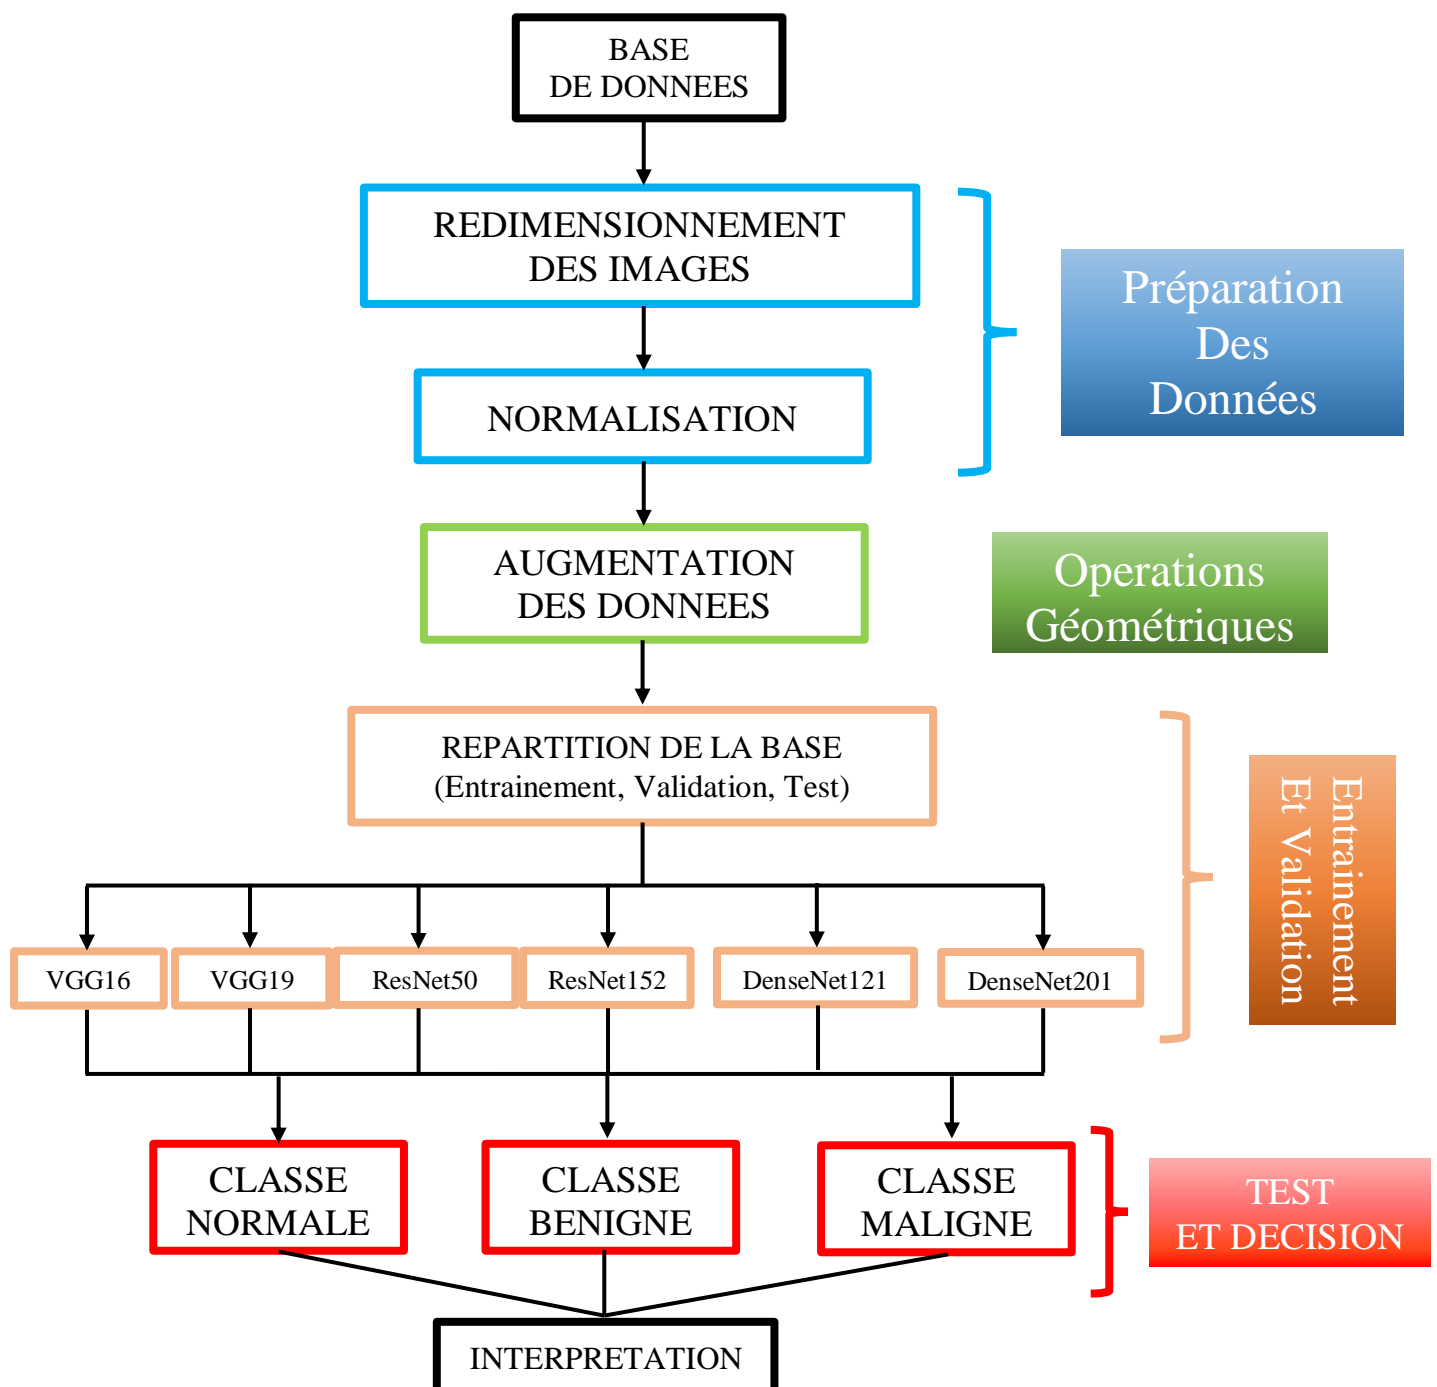 BASE
DE DONNEES
REDIMENSIONNEMENT
DES IMAGES
Préparation
Des
Données
NORMALISATION
AUGMENTATION
DES DONNEES
Operations
Géométriques
REPARTITION DE LA BASE
(Entrainement, Validation, Test)
Entrainement
Et Validation
VGG16
VGG19
ResNet50
ResNet152
DenseNet121
DenseNet201
CLASSE
NORMALE
CLASSE
BENIGNE
CLASSE
MALIGNE
TEST
ET DECISION
INTERPRETATION